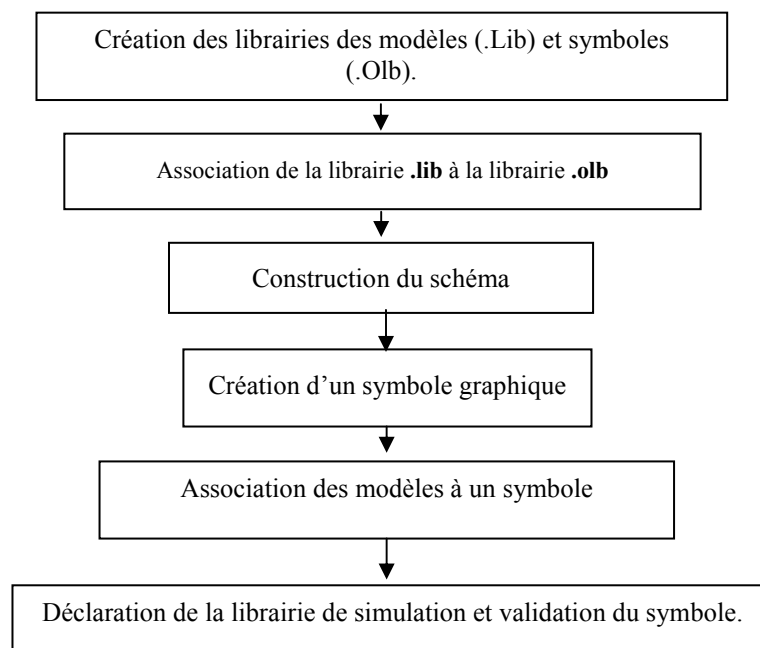 Création des librairies des modèles (.Lib) et symboles
(.Olb).
Association de la librairie .lib à la librairie .olb
Construction du schéma
Création d’un symbole graphique
Association des modèles à un symbole
Déclaration de la librairie de simulation et validation du symbole.